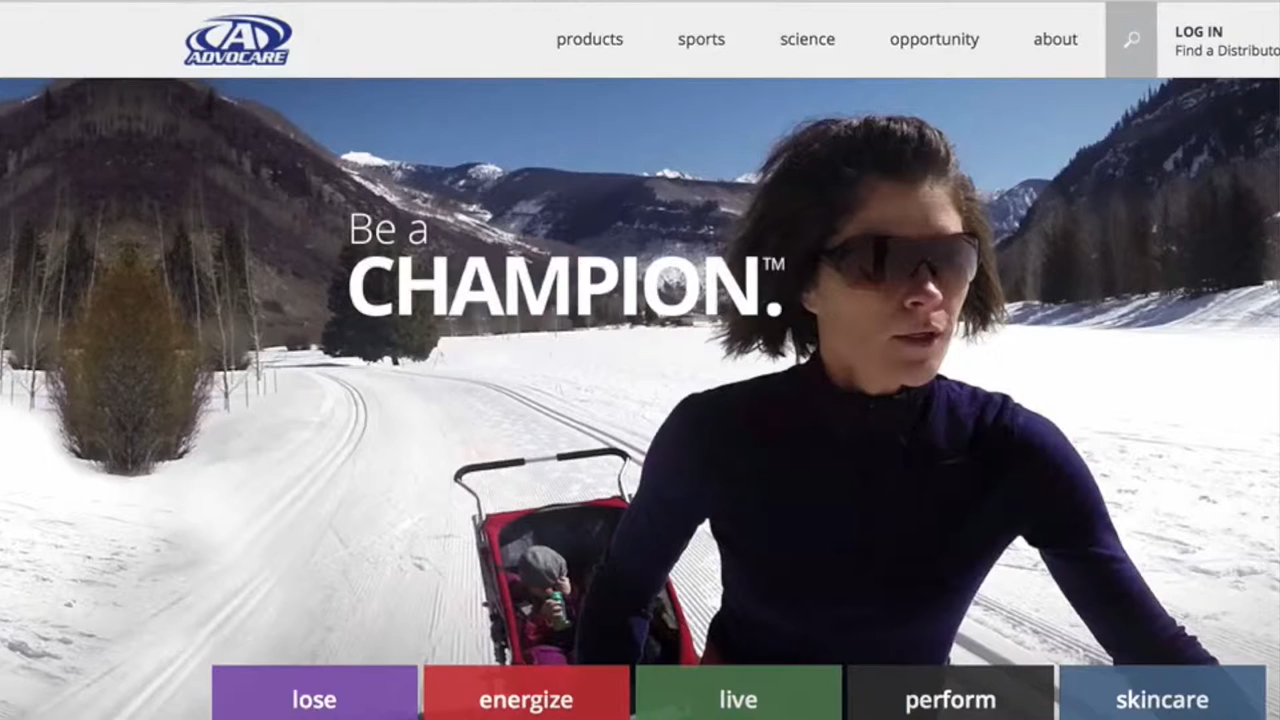 A
ADVOCARE
products
sports
science
opportunity
about
LOG IN
Find a Distributo
Be a
CHAMPION.™
lose
energize
live
perform
skincare